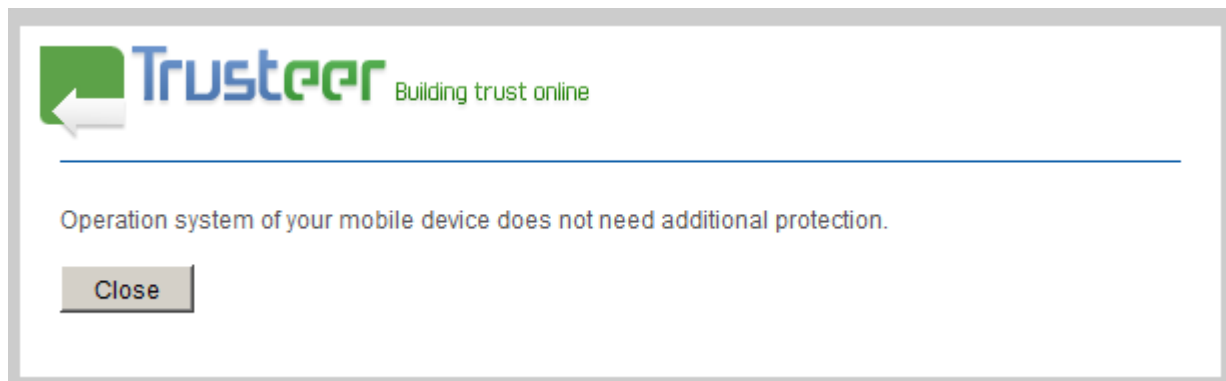 Trusteer Building trust online
Operation system of your mobile device does not need additional protection.
Close